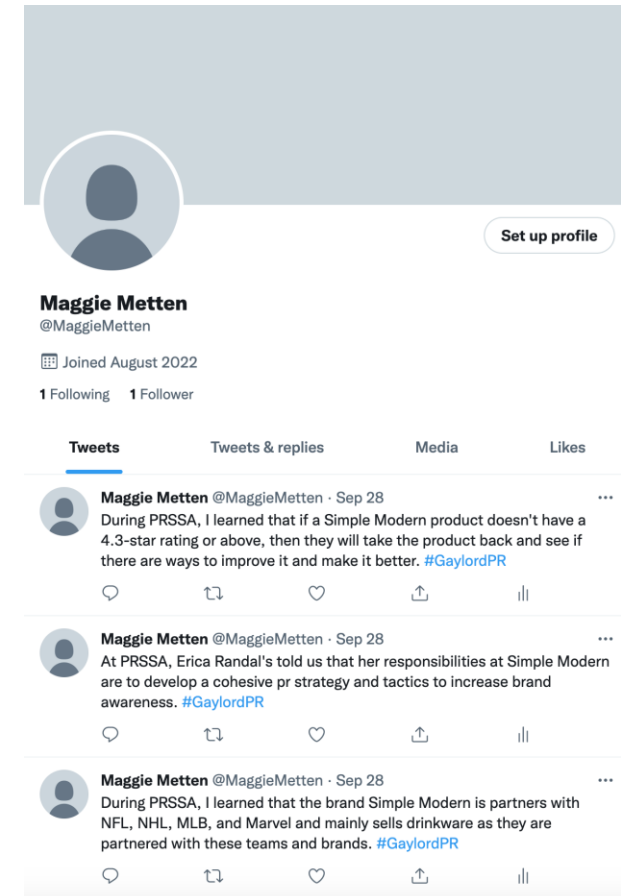 Set up profile
Maggie Metten
@MaggieMetten
Joined August 2022
1 Following 1 Follower
Tweets Tweets & replies Media Likes
Maggie Metten @MaggieMetten · Sep 28
During PRSSA, I learned that if a Simple Modern product doesn't have a
4.3-star rating or above, then they will take the product back and see if
there are ways to improve it and make it better. #GaylordPR
Maggie Metten @MaggieMetten · Sep 28
At PRSSA, Erica Randal's told us that her responsibilities at Simple Modern
are to develop a cohesive pr strategy and tactics to increase brand
awareness. #GaylordPR
Maggie Metten @MaggieMetten · Sep 28
During PRSSA, I learned that the brand Simple Modern is partners with
NFL, NHL, MLB, and Marvel and mainly sells drinkware as they are
partnered with these teams and brands. #GaylordPR